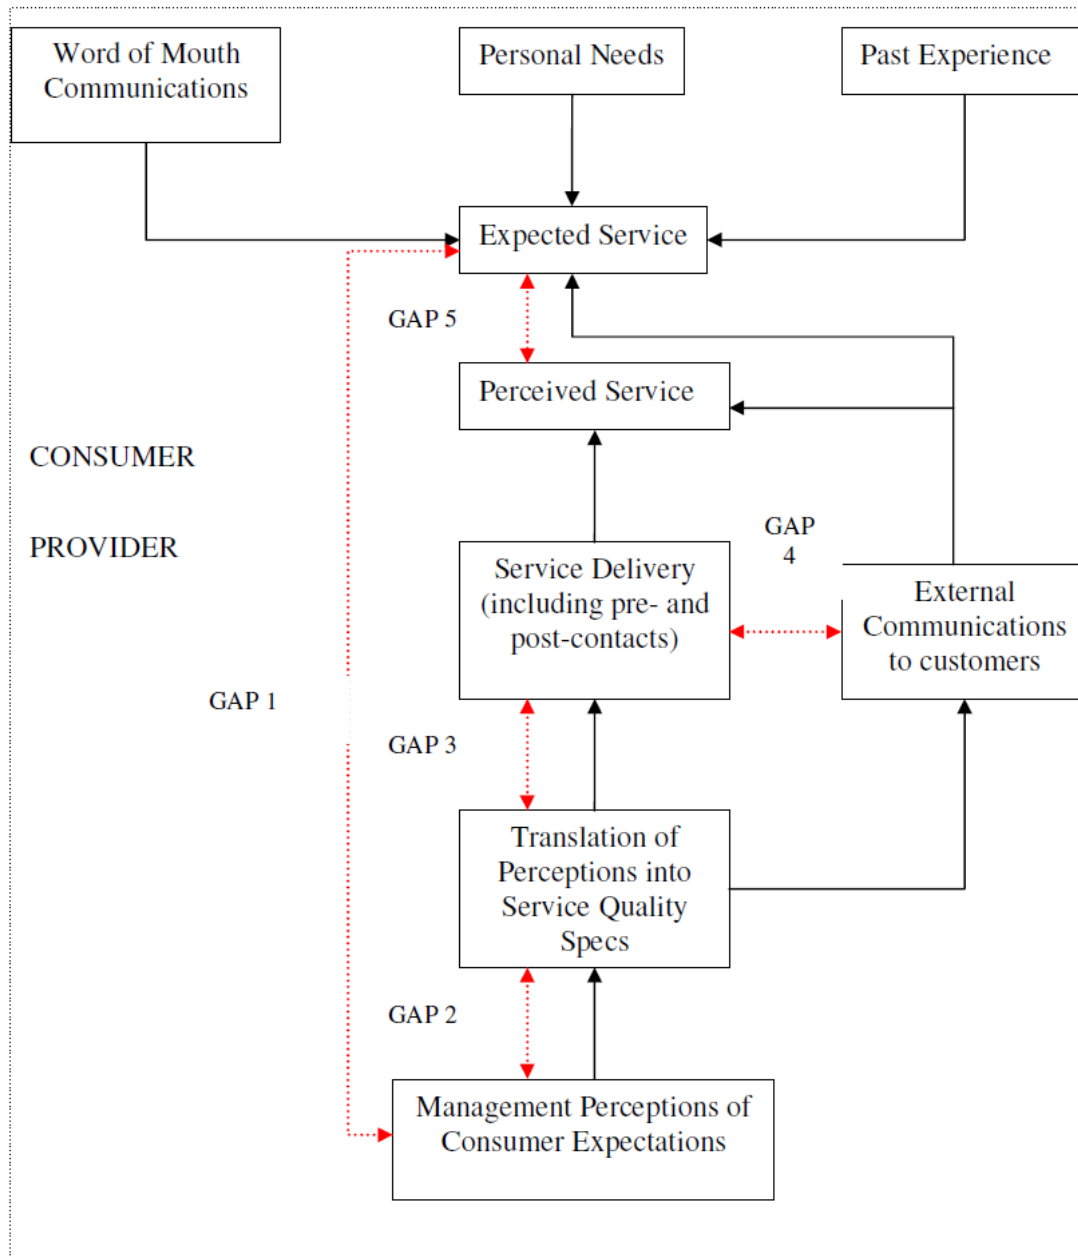 Word of Mouth
Communications
Personal Needs
Past Experience
Expected Service
GAP 5
Perceived Service
CONSUMER
PROVIDER
GAP
4
Service Delivery
(including pre- and
post-contacts)
External
Communications
to customers
GAP 1
GAP 3
Translation of
Perceptions into
Service Quality
Specs
GAP 2
Management Perceptions of
Consumer Expectations